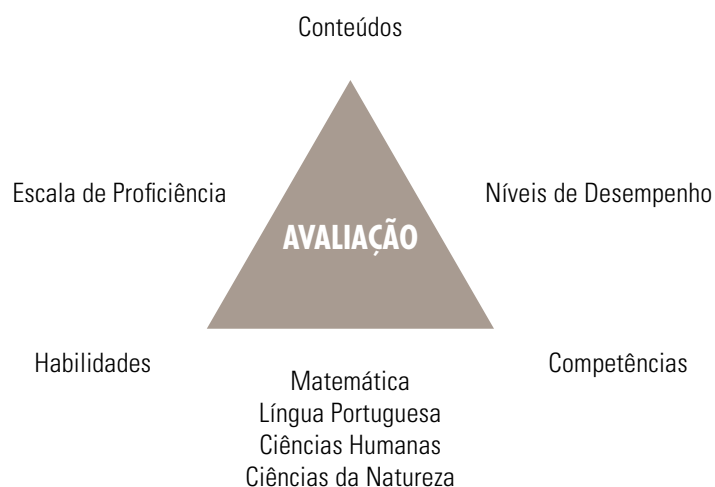 Conteúdos
Escala de Proficiência
Níveis de Desempenho
AVALIAÇÃO
Habilidades
Competências
Matemática
Língua Portuguesa
Ciências Humanas
Ciências da Natureza